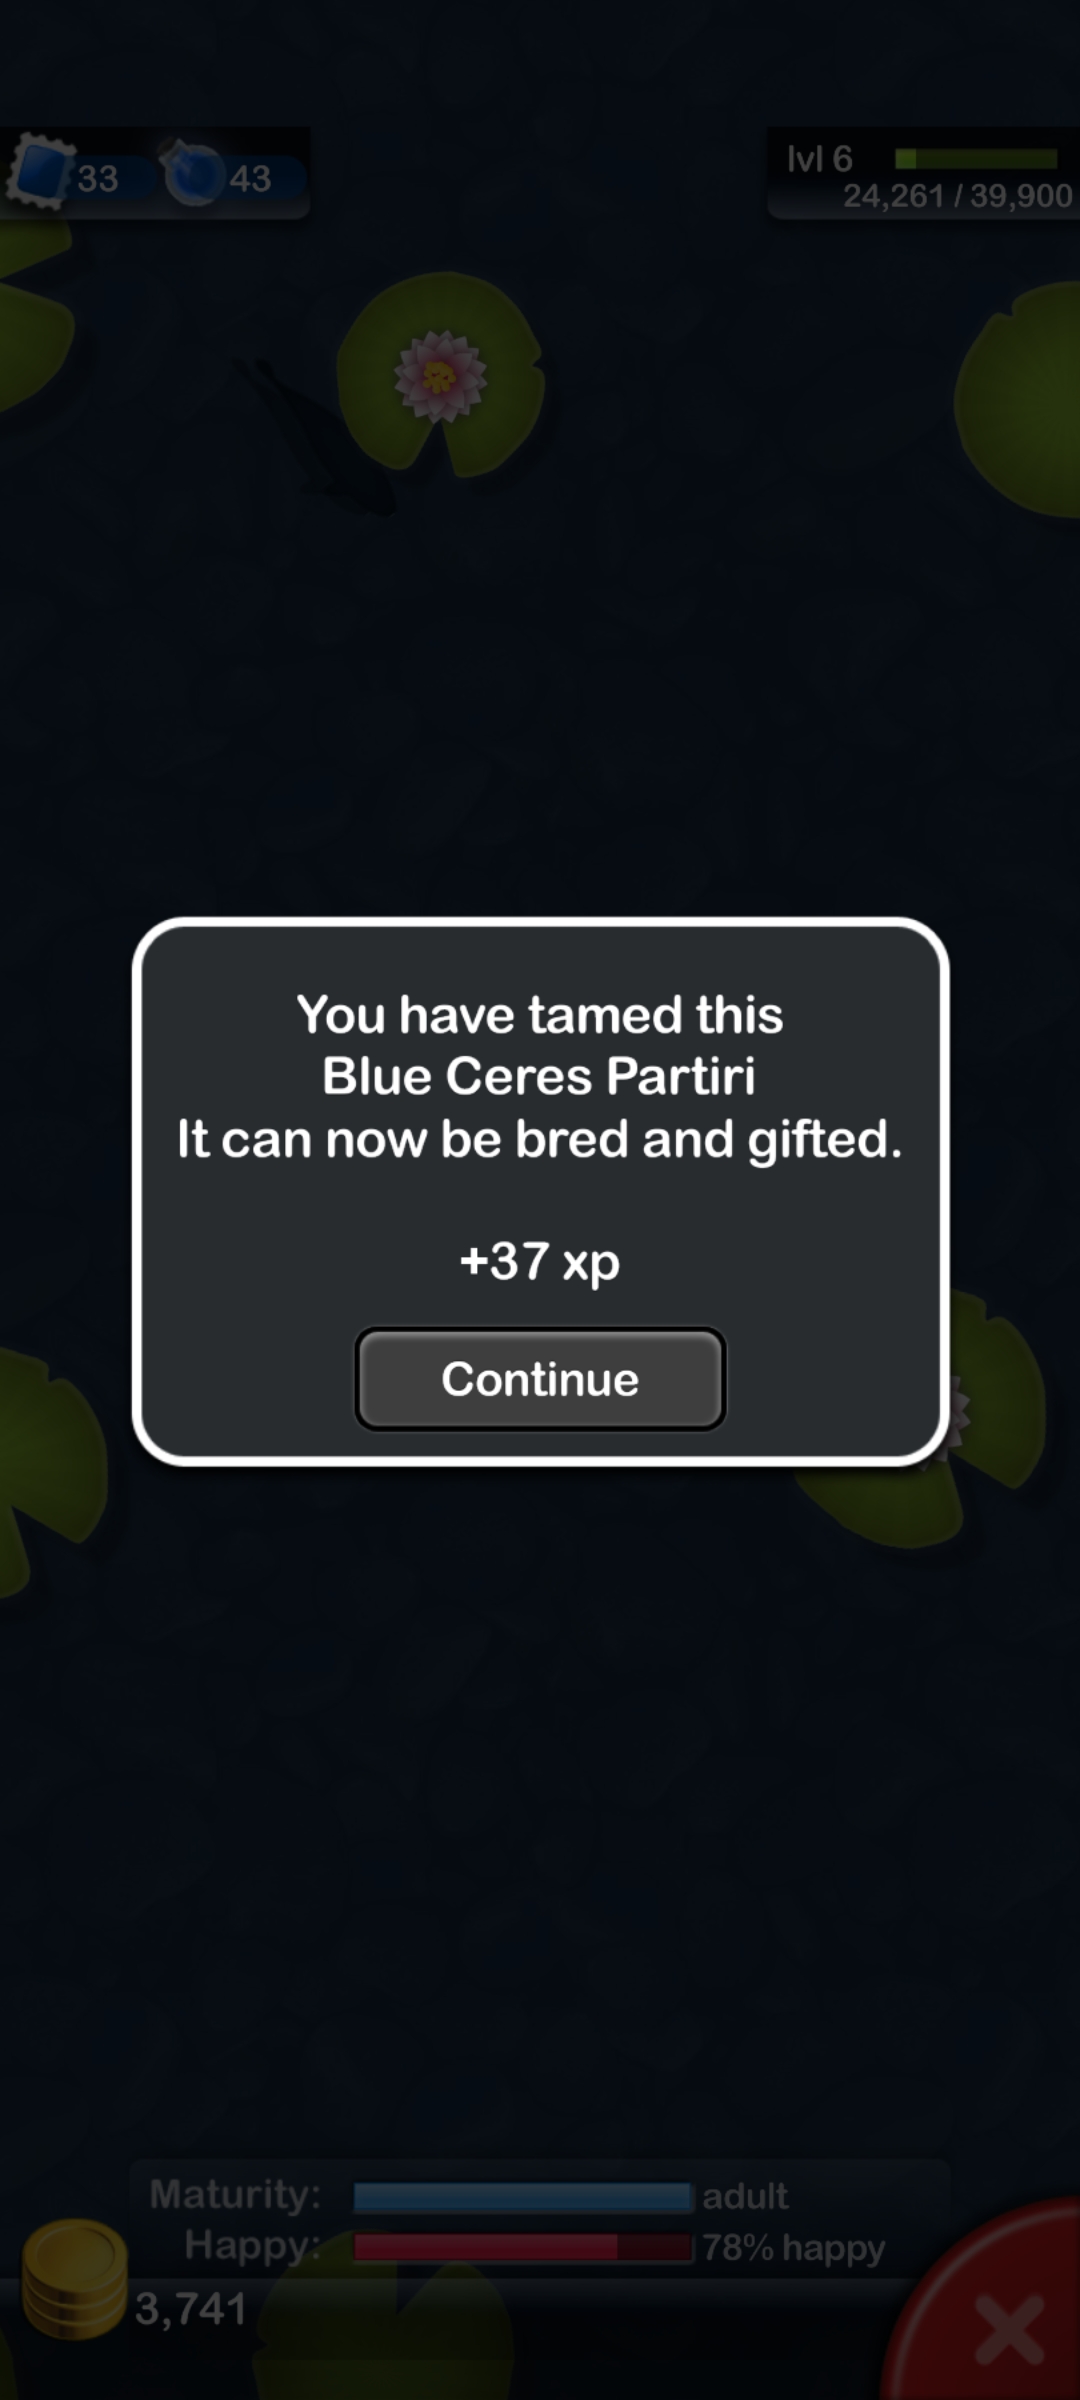 33
43
lvl 6
24,261 / 39,900
You have tamed this
Blue Ceres Partiri
It can now be bred and gifted.
+37 xp
Continue
Maturity: adult
Happy: 78% happy
3,741